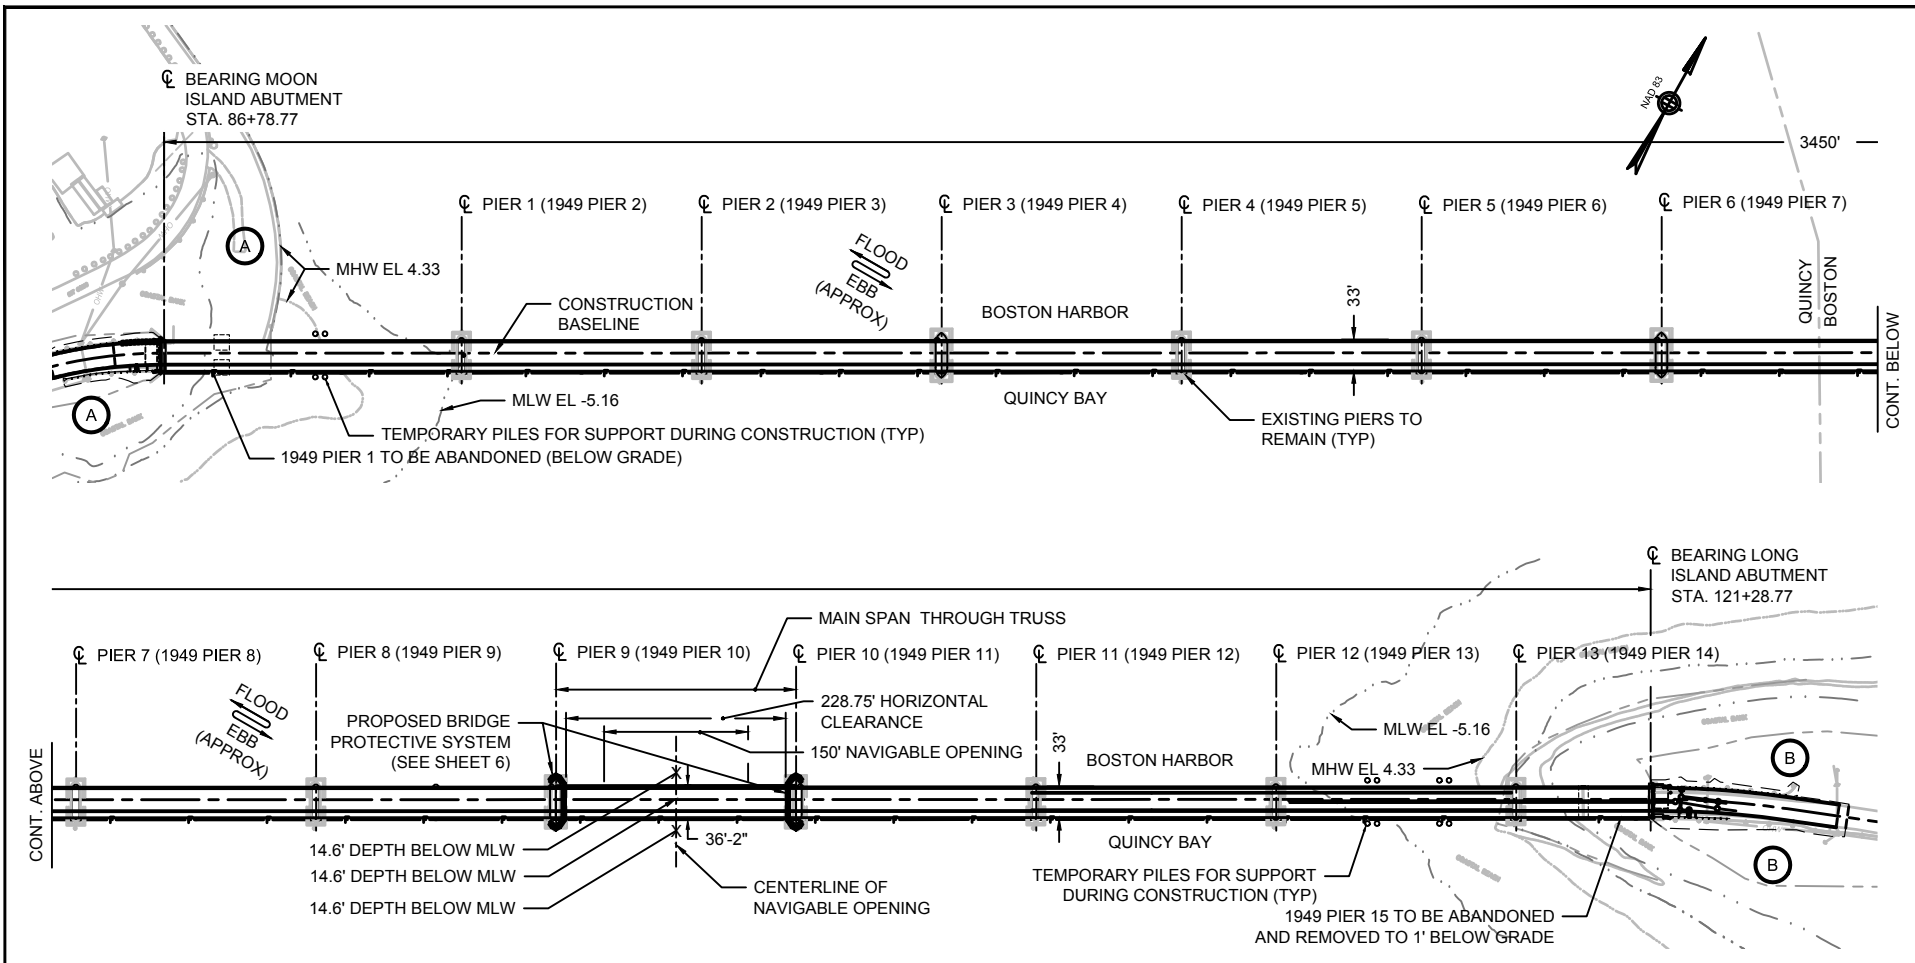 ℄ BEARING MOON
ISLAND ABUTMENT
STA. 86+78.77
NAD 83
3450'
℄ PIER 1 (1949 PIER 2)
℄ PIER 2 (1949 PIER 3)
℄ PIER 3 (1949 PIER 4)
℄ PIER 4 (1949 PIER 5)
℄ PIER 5 (1949 PIER 6)
℄ PIER 6 (1949 PIER 7)
A
MHW EL 4.33
FLOOD
EBB
(APPROX)
CONSTRUCTION
BASELINE
BOSTON HARBOR
33'
QUINCY
BOSTON
CONT. BELOW
A
MLW EL -5.16
QUINCY BAY
EXISTING PIERS TO
REMAIN (TYP)
TEMPORARY PILES FOR SUPPORT DURING CONSTRUCTION (TYP)
1949 PIER 1 TO BE ABANDONED (BELOW GRADE)
℄ BEARING LONG
ISLAND ABUTMENT
STA. 121+28.77
MAIN SPAN THROUGH TRUSS
℄ PIER 7 (1949 PIER 8)
℄ PIER 8 (1949 PIER 9)
℄ PIER 9 (1949 PIER 10)
℄ PIER 10 (1949 PIER 11)
℄ PIER 11 (1949 PIER 12)
℄ PIER 12 (1949 PIER 13)
℄ PIER 13 (1949 PIER 14)
FLOOD
EBB
(APPROX)
PROPOSED BRIDGE
PROTECTIVE SYSTEM
(SEE SHEET 6)
228.75' HORIZONTAL
CLEARANCE
150' NAVIGABLE OPENING
33'
BOSTON HARBOR
MLW EL -5.16
MHW EL 4.33
B
CONT. ABOVE
36'-2"
QUINCY BAY
14.6' DEPTH BELOW MLW
14.6' DEPTH BELOW MLW
14.6' DEPTH BELOW MLW
CENTERLINE OF
NAVIGABLE OPENING
TEMPORARY PILES FOR SUPPORT
DURING CONSTRUCTION (TYP)
B
1949 PIER 15 TO BE ABANDONED
AND REMOVED TO 1' BELOW GRADE